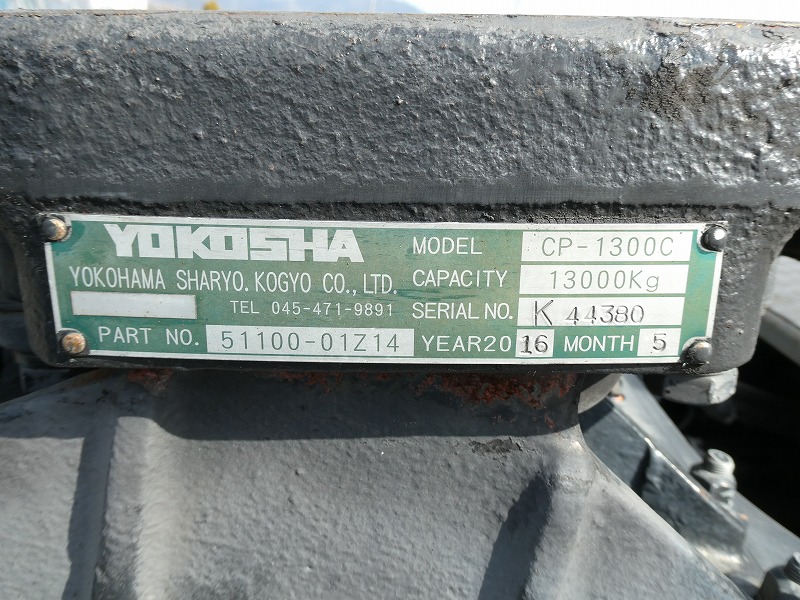 YOKOSHA
YOKOHAMA SHARYO.KOGYO CO., LTD.
TEL 045-471-9891
PART NO. 51100-01Z14
MODEL CP-1300C
CAPACITY 13000Kg
SERIAL NO. K 44380
YEAR20 16 MONTH 5